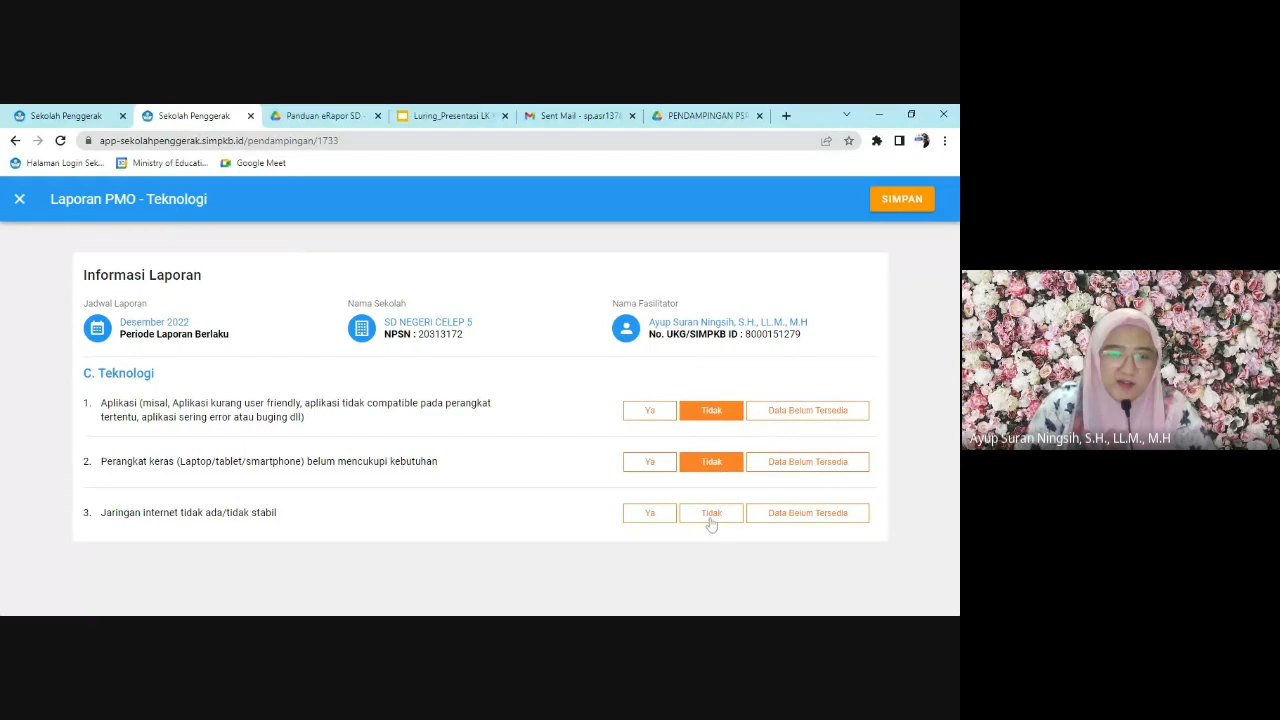 Sekolah Penggerak
Sekolah Penggerak
Panduan eRapor SD -
Luring_Presentasi LK
Sent Mail - sp.asr137
PENDAMPINGAN PSP
app-sekolahpenggerak.simpkb.id/pendampingan/1733
Halaman Login Sek...
Ministry of Educati...
Google Meet
Laporan PMO - Teknologi
SIMPAN
Informasi Laporan
Jadwal Laporan
Desember 2022
Periode Laporan Berlaku
Nama Sekolah
SD NEGERI CELEP 5
NPSN : 20313172
Nama Fasilitator
Ayup Suran Ningsih, S.H., LL.M., M.H
No. UKG/SIMPKB ID : 8000151279
C. Teknologi
1. Aplikasi (misal, Aplikasi kurang user friendly, aplikasi tidak compatible pada perangkat
tertentu, aplikasi sering error atau buging dll)
Ya Tidak Data Belum Tersedia
2. Perangkat keras (Laptop/tablet/smartphone) belum mencukupi kebutuhan
Ya Tidak Data Belum Tersedia
3. Jaringan internet tidak ada/tidak stabil
Ya Tidak Data Belum Tersedia
Ayup Suran Ningsih, S.H., LL.M., M.H